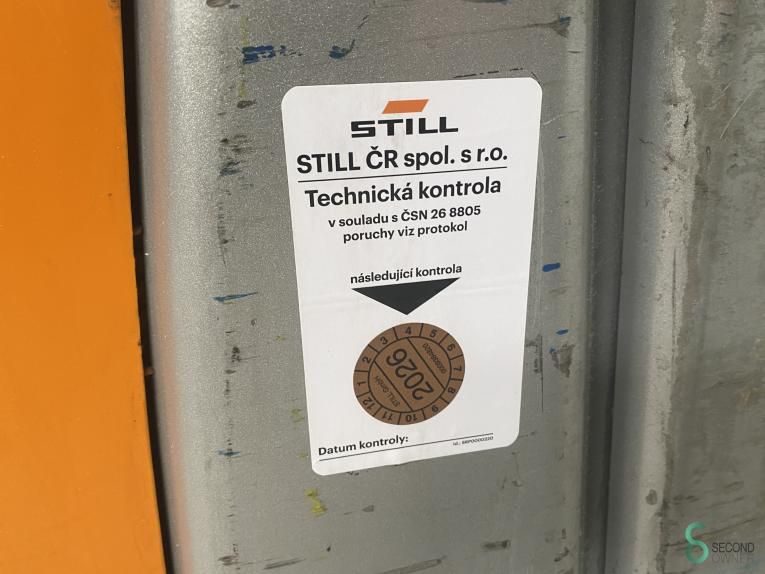 STILL
STILL ČR spol. s r.o.
Technická kontrola
v souladu s ČSN 26 8805
poruchy viz protokol
následující kontrola
1 2 3 4 5 6 7 8 9 10 11 12
2026
STILL GmbH
Datum kontroly:
SECOND
OWNER